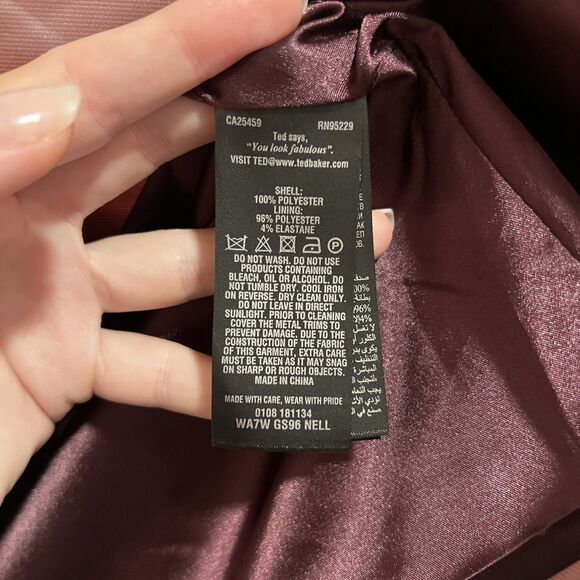 CA25459 RN95229
Ted says,
"You look fabulous".
VISIT TED@www.tedbaker.com
SHELL:
100% POLYESTER
LINING:
96% POLYESTER
4% ELASTANE
P
DO NOT WASH. DO NOT USE
PRODUCTS CONTAINING
BLEACH, OIL OR ALCOHOL. DO
NOT TUMBLE DRY. COOL IRON
ON REVERSE. DRY CLEAN ONLY.
DO NOT LEAVE IN DIRECT
SUNLIGHT. PRIOR TO CLEANING
COVER THE METAL TRIMS TO
PREVENT DAMAGE. DUE TO THE
CONSTRUCTION OF THE FABRIC
OF THIS GARMENT, EXTRA CARE
MUST BE TAKEN AS IT MAY SNAG
ON SHARP OR ROUGH OBJECTS.
MADE IN CHINA
MADE WITH CARE, WEAR WITH PRIDE
0108 181134
WA7W GS96 NELL